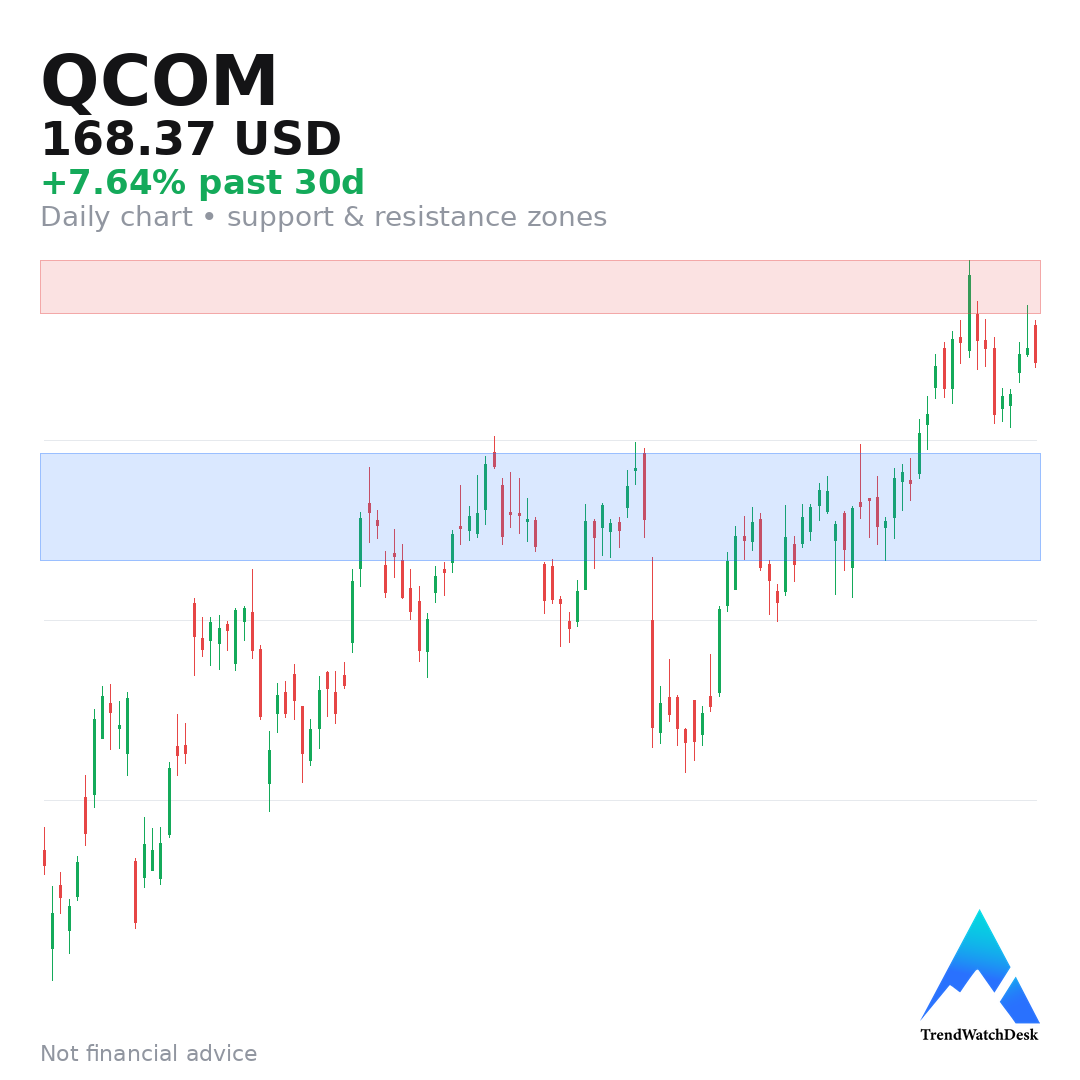 QCOM
168.37 USD
+7.64% past 30d
Daily chart • support & resistance zones
TrendWatchDesk
Not financial advice